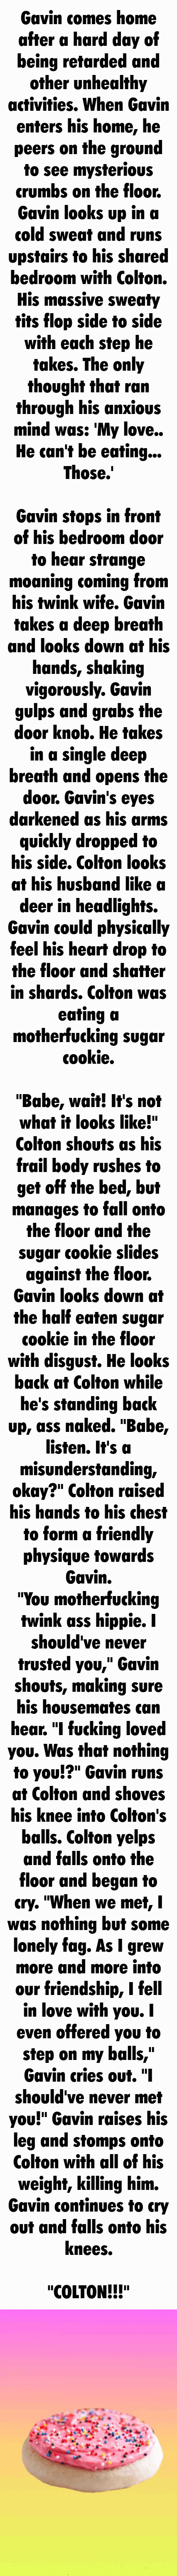 Gavin comes home
after a hard day of
being retarded and
other unhealthy
activities. When Gavin
enters his home, he
peers on the ground
to see mysterious
crumbs on the floor.
Gavin looks up in a
cold sweat and runs
upstairs to his shared
bedroom with Colton.
His massive sweaty
tits flop side to side
with each step he
takes. The only
thought that ran
through his anxious
mind was: 'My love..
He can't be eating...
Those.'
Gavin stops in front
of his bedroom door
to hear strange
moaning coming from
his twink wife. Gavin
takes a deep breath
and looks down at his
hands, shaking
vigorously. Gavin
gulps and grabs the
door knob. He takes
in a single deep
breath and opens the
door. Gavin's eyes
darkened as his arms
quickly dropped to
his side. Colton looks
at his husband like a
deer in headlights.
Gavin could physically
feel his heart drop to
the floor and shatter
in shards. Colton was
eating a
motherfucking sugar
cookie.
"Babe, wait! It's not
what it looks like!"
Colton shouts as his
frail body rushes to
get off the bed, but
manages to fall onto
the floor and the
sugar cookie slides
against the floor.
Gavin looks down at
the half eaten sugar
cookie in the floor
with disgust. He looks
back at Colton while
he's standing back
up, ass naked. "Babe,
listen. It's a
misunderstanding,
okay?" Colton raised
his hands to his chest
to form a friendly
physique towards
Gavin.
"You motherfucking
twink ass hippie. I
should've never
trusted you," Gavin
shouts, making sure
his housemates can
hear. "I fucking loved
you. Was that nothing
to you!?" Gavin runs
at Colton and shoves
his knee into Colton's
balls. Colton yelps
and falls onto the
floor and began to
cry. "When we met, I
was nothing but some
lonely fag. As I grew
more and more into
our friendship, I fell
in love with you. I
even offered you to
step on my balls,"
Gavin cries out. "I
should've never met
you!" Gavin raises his
leg and stomps onto
Colton with all of his
weight, killing him.
Gavin continues to cry
out and falls onto his
knees.
"COLTON!!!"